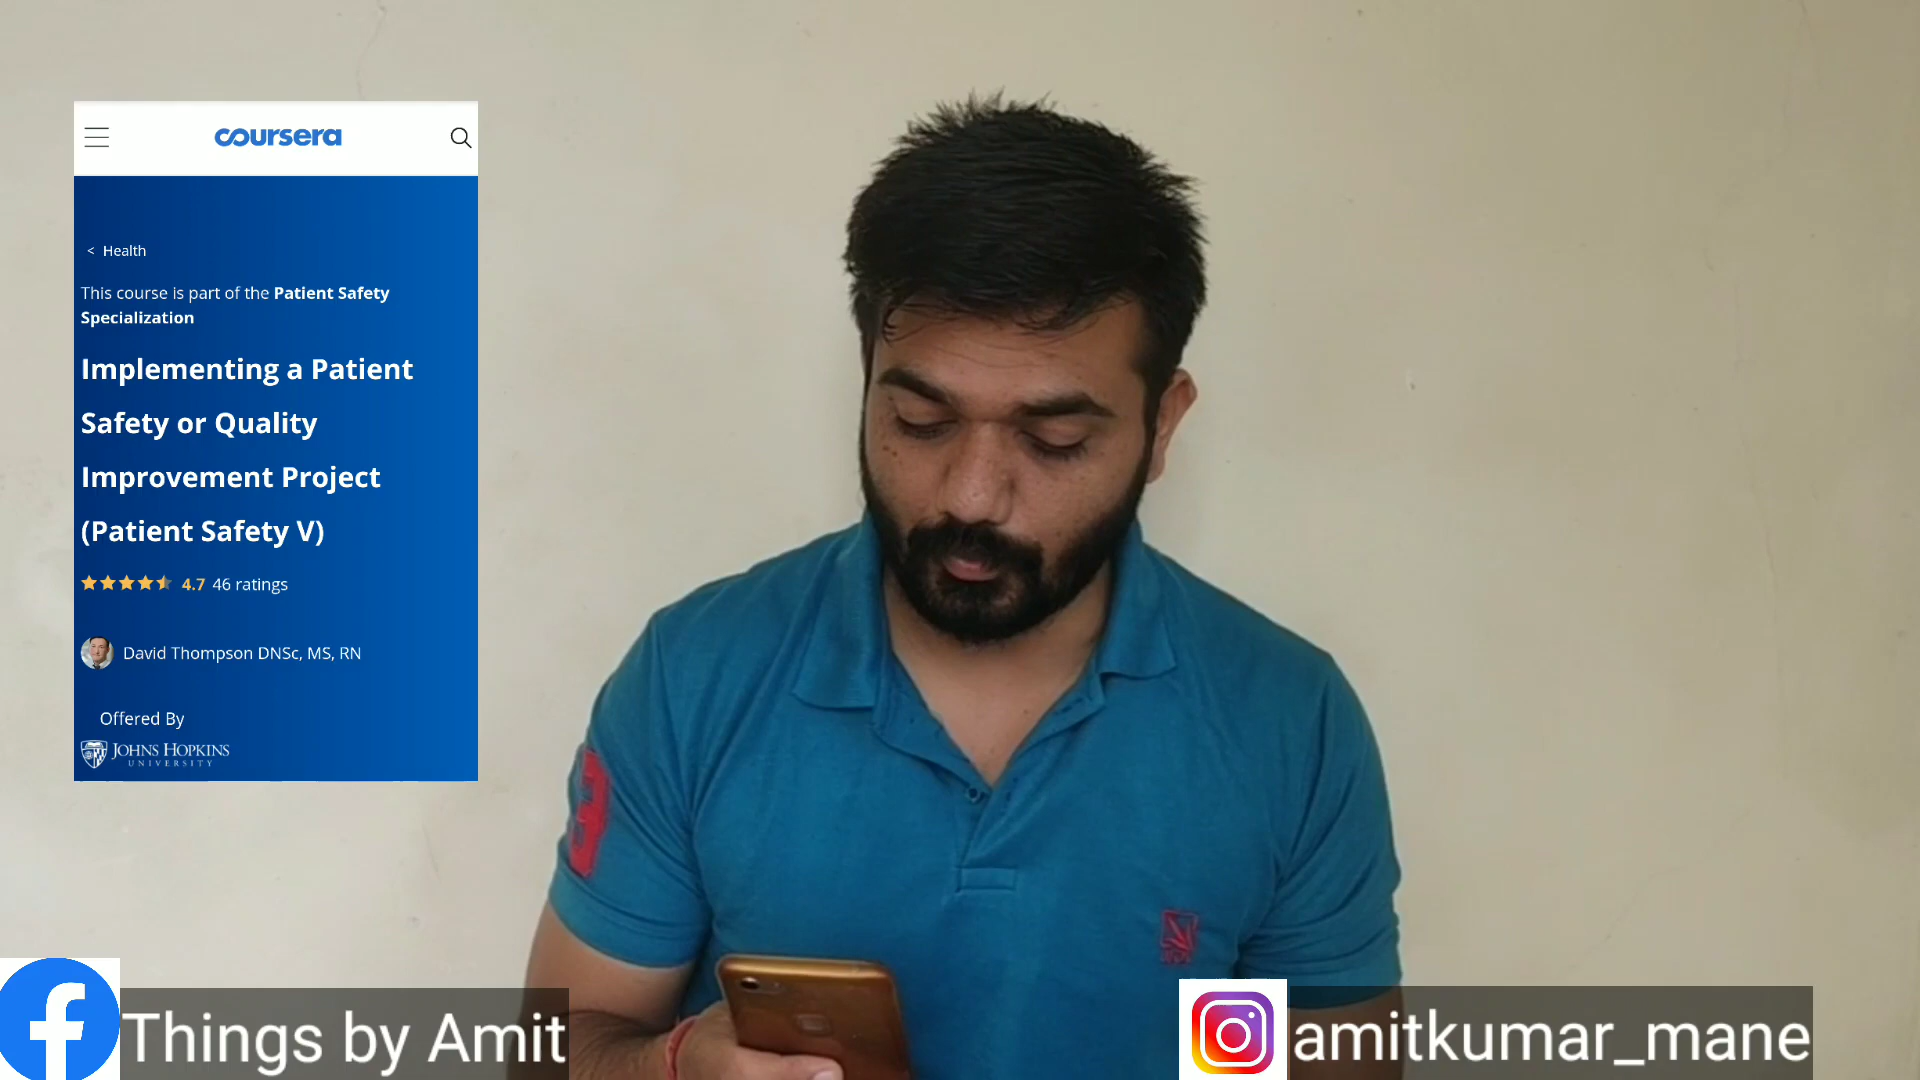 coursera
< Health
This course is part of the Patient Safety
Specialization
Implementing a Patient
Safety or Quality
Improvement Project
(Patient Safety V)
4.7 46 ratings
David Thompson DNSc, MS, RN
Offered By
JOHNS HOPKINS
UNIVERSITY
3
Things by Amit
amitkumar_mane